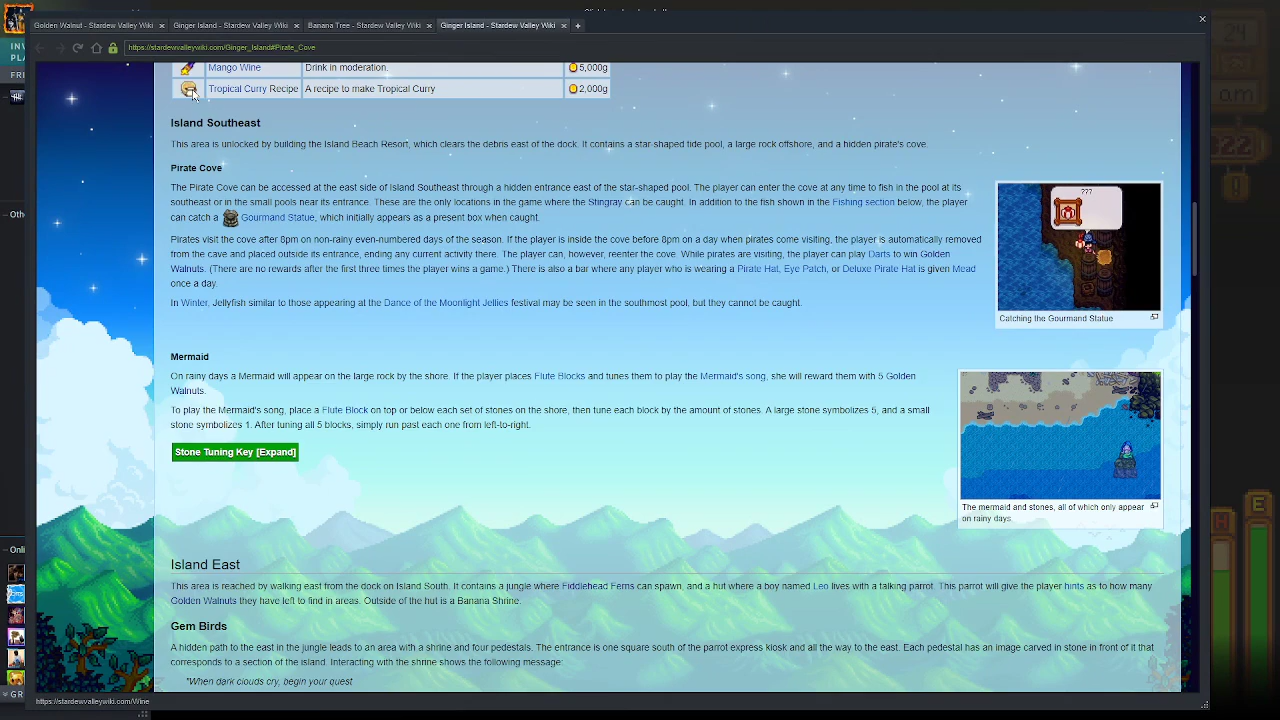 Golden Walnut - Stardew Valley Wiki
Ginger Island - Stardew Valley Wiki
Banana Tree - Stardew Valley Wiki
Ginger Island - Stardew Valley Wiki
https://stardewvalleywiki.com/Ginger_Island#Pirate_Cove
INV
PLA
FRI
Othe
Onli
GR
24
am
Mango Wine Drink in moderation. 5,000g
Tropical Curry Recipe A recipe to make Tropical Curry 2,000g
Island Southeast
This area is unlocked by building the Island Beach Resort, which clears the debris east of the dock. It contains a star-shaped tide pool, a large rock offshore, and a hidden pirate's cove.
Pirate Cove
The Pirate Cove can be accessed at the east side of Island Southeast through a hidden entrance east of the star-shaped pool. The player can enter the cove at any time to fish in the pool at its
southeast or in the small pools near its entrance. These are the only locations in the game where the Stingray can be caught. In addition to the fish shown in the Fishing section below, the player
can catch a Gourmand Statue, which initially appears as a present box when caught.
Pirates visit the cove after 8pm on non-rainy even-numbered days of the season. If the player is inside the cove before 8pm on a day when pirates come visiting, the player is automatically removed
from the cave and placed outside its entrance, ending any current activity there. The player can, however, reenter the cove. While pirates are visiting, the player can play Darts to win Golden
Walnuts. (There are no rewards after the first three times the player wins a game.) There is also a bar where any player who is wearing a Pirate Hat, Eye Patch, or Deluxe Pirate Hat is given Mead
once a day.
In Winter, Jellyfish similar to those appearing at the Dance of the Moonlight Jellies festival may be seen in the southmost pool, but they cannot be caught.
???
Catching the Gourmand Statue
Mermaid
On rainy days a Mermaid will appear on the large rock by the shore. If the player places Flute Blocks and tunes them to play the Mermaid's song, she will reward them with 5 Golden
Walnuts.
To play the Mermaid's song, place a Flute Block on top or below each set of stones on the shore, then tune each block by the amount of stones. A large stone symbolizes 5, and a small
stone symbolizes 1. After tuning all 5 blocks, simply run past each one from left-to-right.
Stone Tuning Key [Expand]
The mermaid and stones, all of which only appear
on rainy days.
Island East
This area is reached by walking east from the dock on Island South. It contains a jungle where Fiddlehead Ferns can spawn, and a hut where a boy named Leo lives with a talking parrot. This parrot will give the player hints as to how many
Golden Walnuts they have left to find in areas. Outside of the hut is a Banana Shrine.
Gem Birds
A hidden path to the east in the jungle leads to an area with a shrine and four pedestals. The entrance is one square south of the parrot express kiosk and all the way to the east. Each pedestal has an image carved in stone in front of it that
corresponds to a section of the island. Interacting with the shrine shows the following message:
"When dark clouds cry, begin your quest
https://stardewvalleywiki.com/Wine
H
E